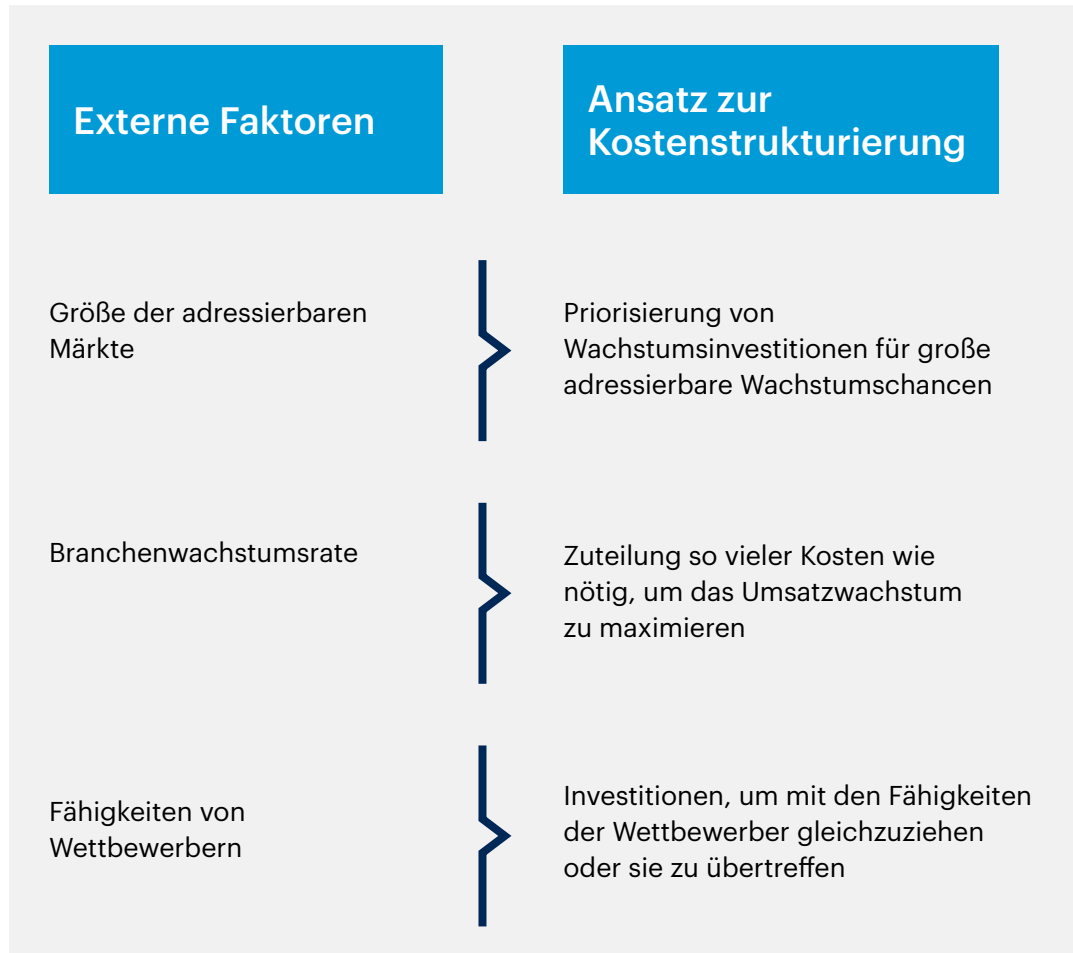 Externe Faktoren
Ansatz zur
Kostenstrukturierung
Größe der adressierbaren
Märkte
Priorisierung von
Wachstumsinvestitionen für große
adressierbare Wachstumschancen
Branchenwachstumsrate
Zuteilung so vieler Kosten wie
nötig, um das Umsatzwachstum
zu maximieren
Fähigkeiten von
Wettbewerbern
Investitionen, um mit den Fähigkeiten
der Wettbewerber gleichzuziehen
oder sie zu übertreffen